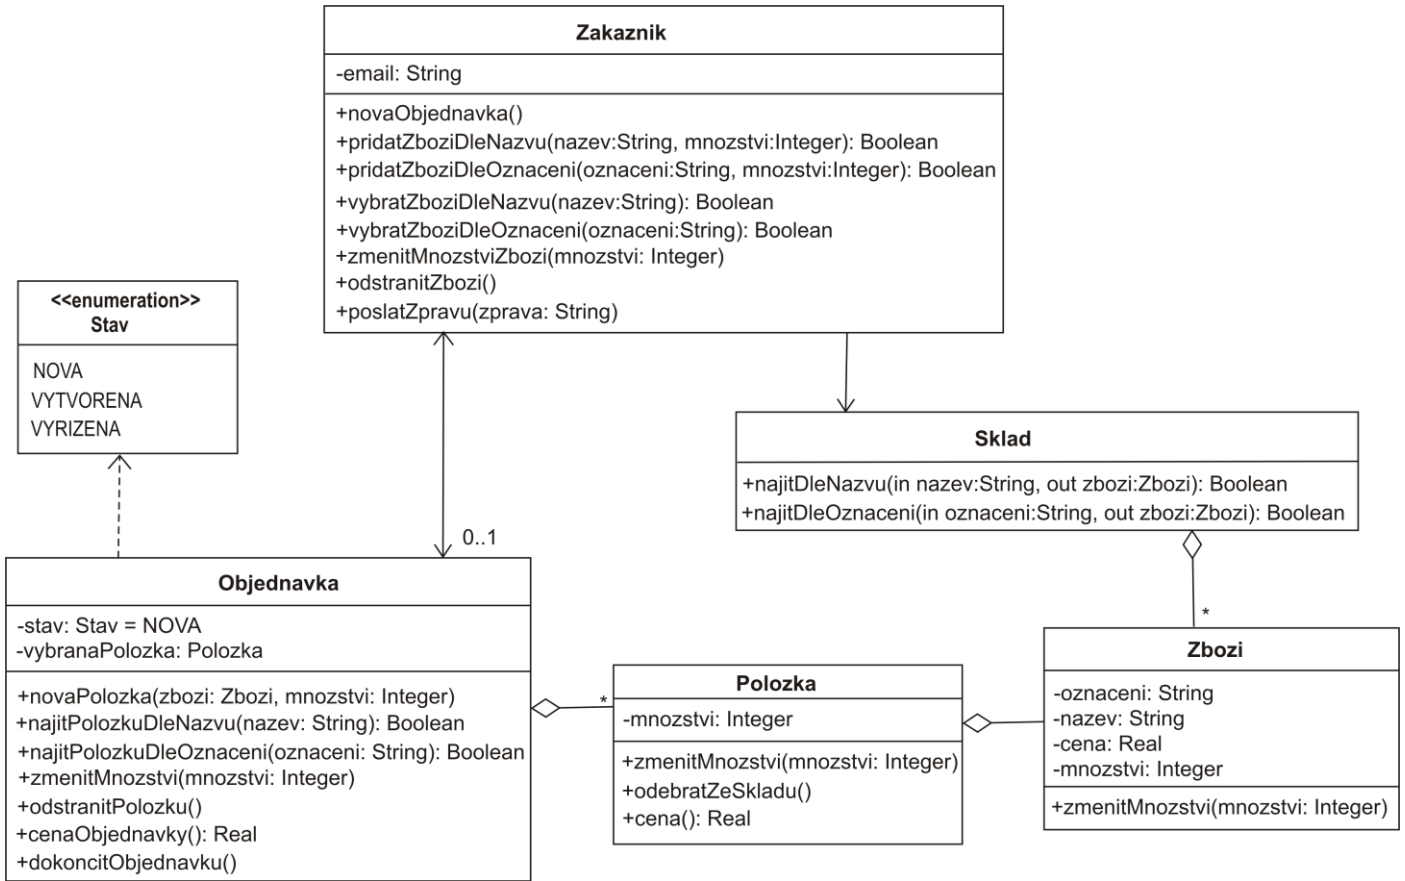 Zakaznik
-email: String
+novaObjednavka()
+pridatZboziDleNazvu(nazev:String, mnozstvi:Integer): Boolean
+pridatZboziDleOznaceni(oznaceni:String, mnozstvi:Integer): Boolean
+vybratZboziDleNazvu(nazev:String): Boolean
+vybratZboziDleOznaceni(oznaceni:String): Boolean
+zmenitMnozstviZbozi(mnozstvi: Integer)
+odstranitZbozi()
+poslatZpravu(zprava: String)
<<enumeration>>
Stav
NOVA
VYTVORENA
VYRIZENA
Sklad
+najitDleNazvu(in nazev:String, out zbozi:Zbozi): Boolean
+najitDleOznaceni(in oznaceni:String, out zbozi:Zbozi): Boolean
0..1
Objednavka
-stav: Stav = NOVA
-vybranaPolozka: Polozka
+novaPolozka(zbozi: Zbozi, mnozstvi: Integer)
+najitPolozkuDleNazvu(nazev: String): Boolean
+najitPolozkuDleOznaceni(oznaceni: String): Boolean
+zmenitMnozstvi(mnozstvi: Integer)
+odstranitPolozku()
+cenaObjednavky(): Real
+dokoncitObjednavku()
*
Polozka
-mnozstvi: Integer
+zmenitMnozstvi(mnozstvi: Integer)
+odebratZeSkladu()
+cena(): Real
*
Zbozi
-oznaceni: String
-nazev: String
-cena: Real
-mnozstvi: Integer
+zmenitMnozstvi(mnozstvi: Integer)